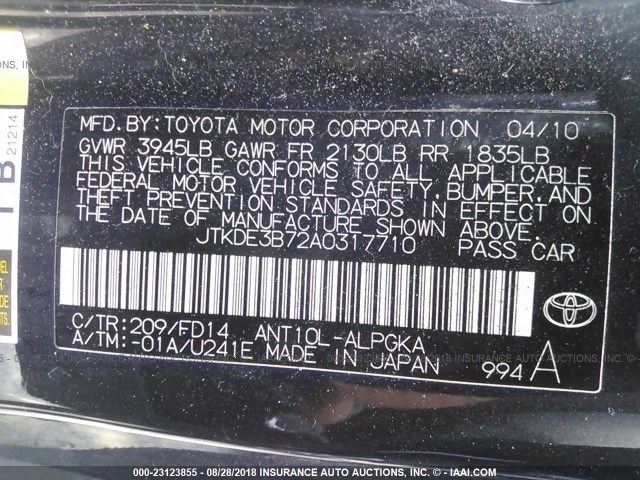 MFD.BY:TOYOTA MOTOR CORPORATION 04/10
GVWR 3945LB GAWR FR 2130LB RR 1835LB
THIS VEHICLE CONFORMS TO ALL APPLICABLE
FEDERAL MOTOR VEHICLE SAFETY, BUMPER, AND
THEFT PREVENTION STANDARDS IN EFFECT ON
THE DATE OF MANUFACTURE SHOWN ABOVE.
JTKDE3B72A0317710 PASS CAR
C/TR:209/FD14 ANT10L-ALPGKA
A/TM:-01A/U241E MADE IN JAPAN 994 A
21214
B
000-23123855 - 08/28/2018 - INSURANCE AUTO AUCTIONS, INC. - IAAI.COM